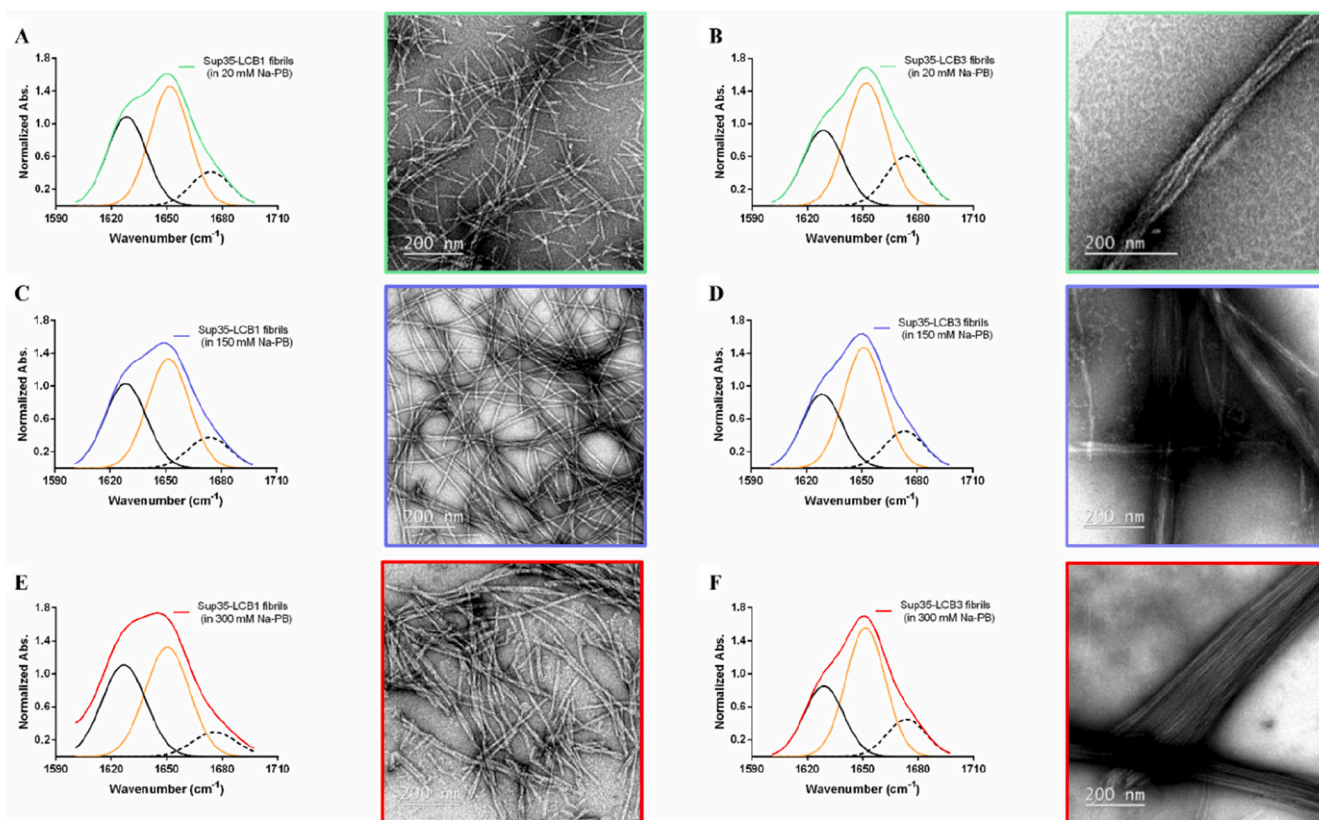 A
Normalized Abs.
1.8
1.4
1.0
0.6
0.2
1590 1620 1650 1680 1710
Wavenumber (cm-1)
Sup35-LCB1 fibrils
(in 20 mM Na-PB)
200 nm
B
Normalized Abs.
1.8
1.4
1.0
0.6
0.2
1590 1620 1650 1680 1710
Wavenumber (cm-1)
Sup35-LCB3 fibrils
(in 20 mM Na-PB)
200 nm
C
Normalized Abs.
1.8
1.4
1.0
0.6
0.2
1590 1620 1650 1680 1710
Wavenumber (cm-1)
Sup35-LCB1 fibrils
(in 150 mM Na-PB)
200 nm
D
Normalized Abs.
1.8
1.4
1.0
0.6
0.2
1590 1620 1650 1680 1710
Wavenumber (cm-1)
Sup35-LCB3 fibrils
(in 150 mM Na-PB)
200 nm
E
Normalized Abs.
1.8
1.4
1.0
0.6
0.2
1590 1620 1650 1680 1710
Wavenumber (cm-1)
Sup35-LCB1 fibrils
(in 300 mM Na-PB)
200 nm
F
Normalized Abs.
1.8
1.4
1.0
0.6
0.2
1590 1620 1650 1680 1710
Wavenumber (cm-1)
Sup35-LCB3 fibrils
(in 300 mM Na-PB)
200 nm